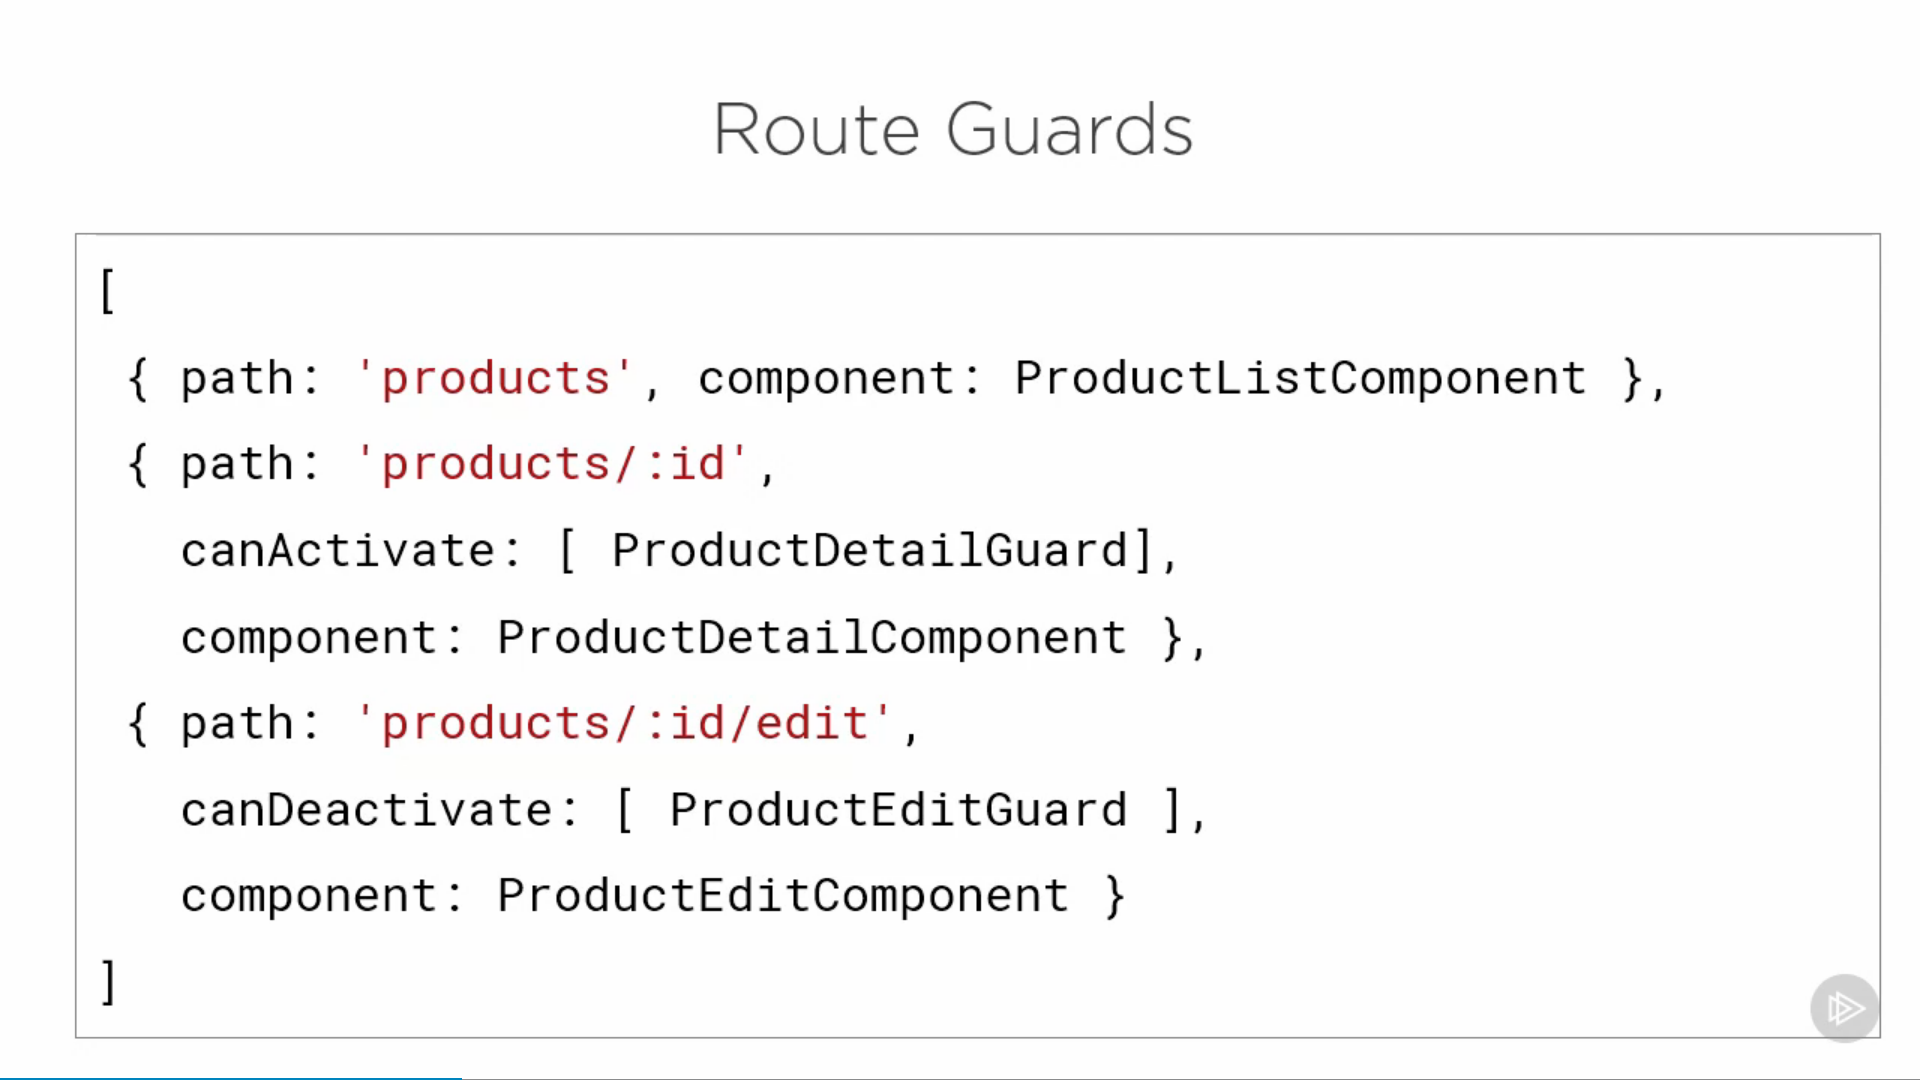 Route Guards
[
{ path: 'products', component: ProductListComponent },
{ path: 'products/:id',
canActivate: [ ProductDetailGuard],
component: ProductDetailComponent },
{ path: 'products/:id/edit',
canDeactivate: [ ProductEditGuard ],
component: ProductEditComponent }
]